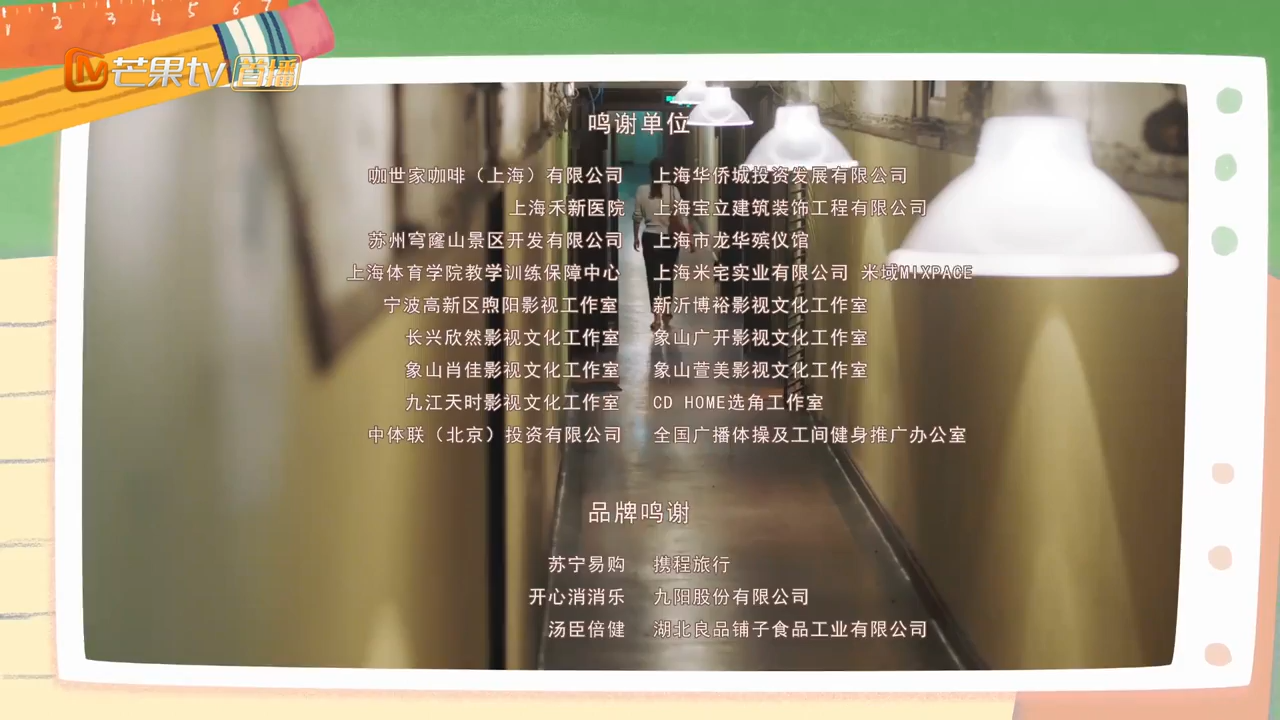 1 2 3 4 5 6 7
芒果tv 首播
鸣谢单位
咖世家咖啡（上海）有限公司 上海华侨城投资发展有限公司
上海禾新医院 上海宝立建筑装饰工程有限公司
苏州穹窿山景区开发有限公司 上海市龙华殡仪馆
上海体育学院教学训练保障中心 上海米宅实业有限公司 米域MIXPACE
宁波高新区煦阳影视工作室 新沂博裕影视文化工作室
长兴欣然影视文化工作室 象山广开影视文化工作室
象山肖佳影视文化工作室 象山萱美影视文化工作室
九江天时影视文化工作室 CD HOME选角工作室
中体联（北京）投资有限公司 全国广播体操及工间健身推广办公室
品牌鸣谢
苏宁易购 携程旅行
开心消消乐 九阳股份有限公司
汤臣倍健 湖北良品铺子食品工业有限公司